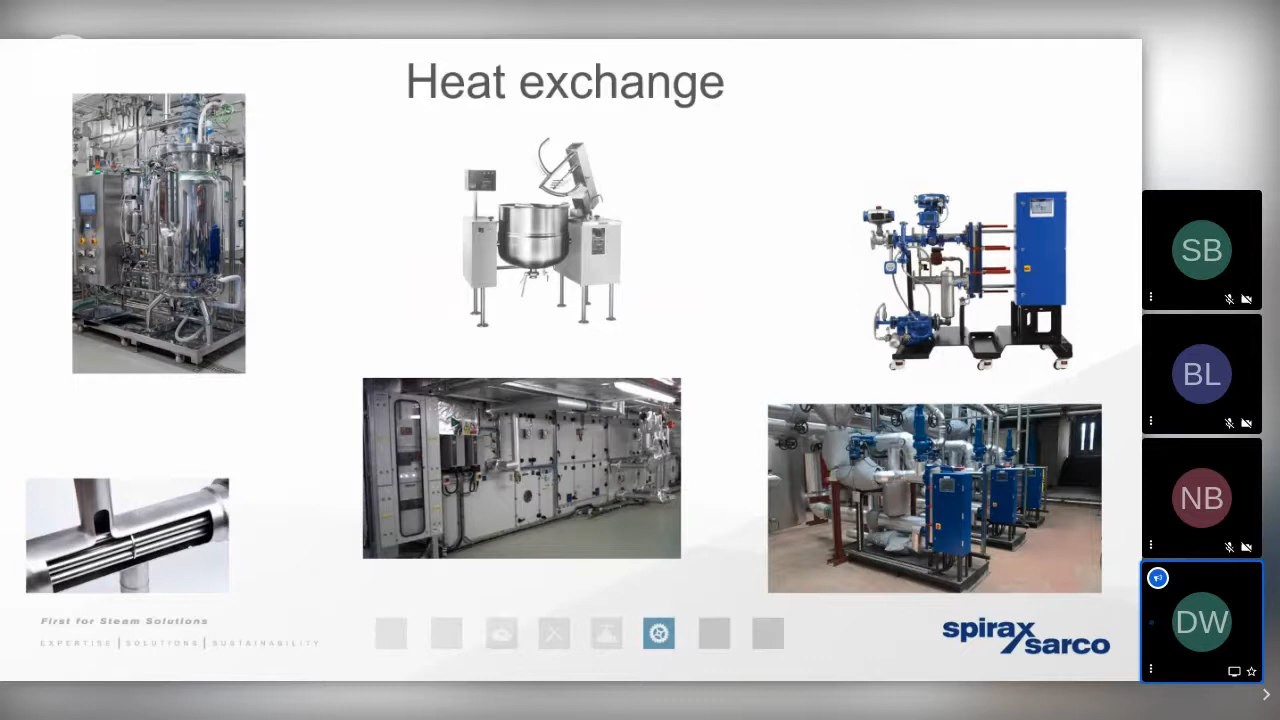 Heat exchange
First for Steam Solutions
EXPERTISE | SOLUTIONS | SUSTAINABILITY
spirax
sarco
SB
BL
NB
DW